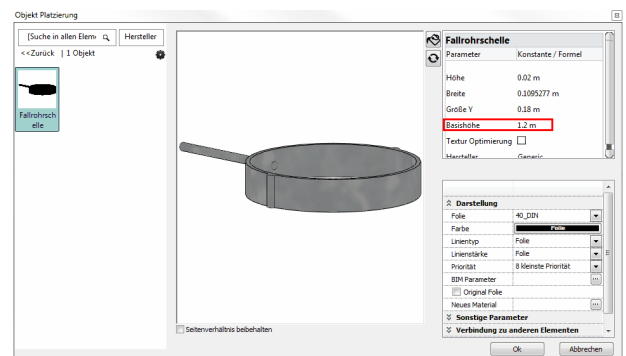 Objekt Platzierung
[Suche in allen Elem
Hersteller
<<Zurück | 1 Objekt
Fallrohrsch
elle
Seitenverhältnis beibehalten
Fallrohrschelle
Parameter Konstante / Formel
Höhe 0.02 m
Breite 0.1095277 m
Größe Y 0.18 m
Basishöhe 1.2 m
Textur Optimierung
Hersteller Generic
Darstellung
Folie 40_DIN
Farbe Folie
Linientyp Folie
Linienstärke Folie
Priorität 8 kleinste Priorität
BIM Parameter
Original Folie
Neues Material
Sonstige Parameter
Verbindung zu anderen Elementen
Ok Abbrechen